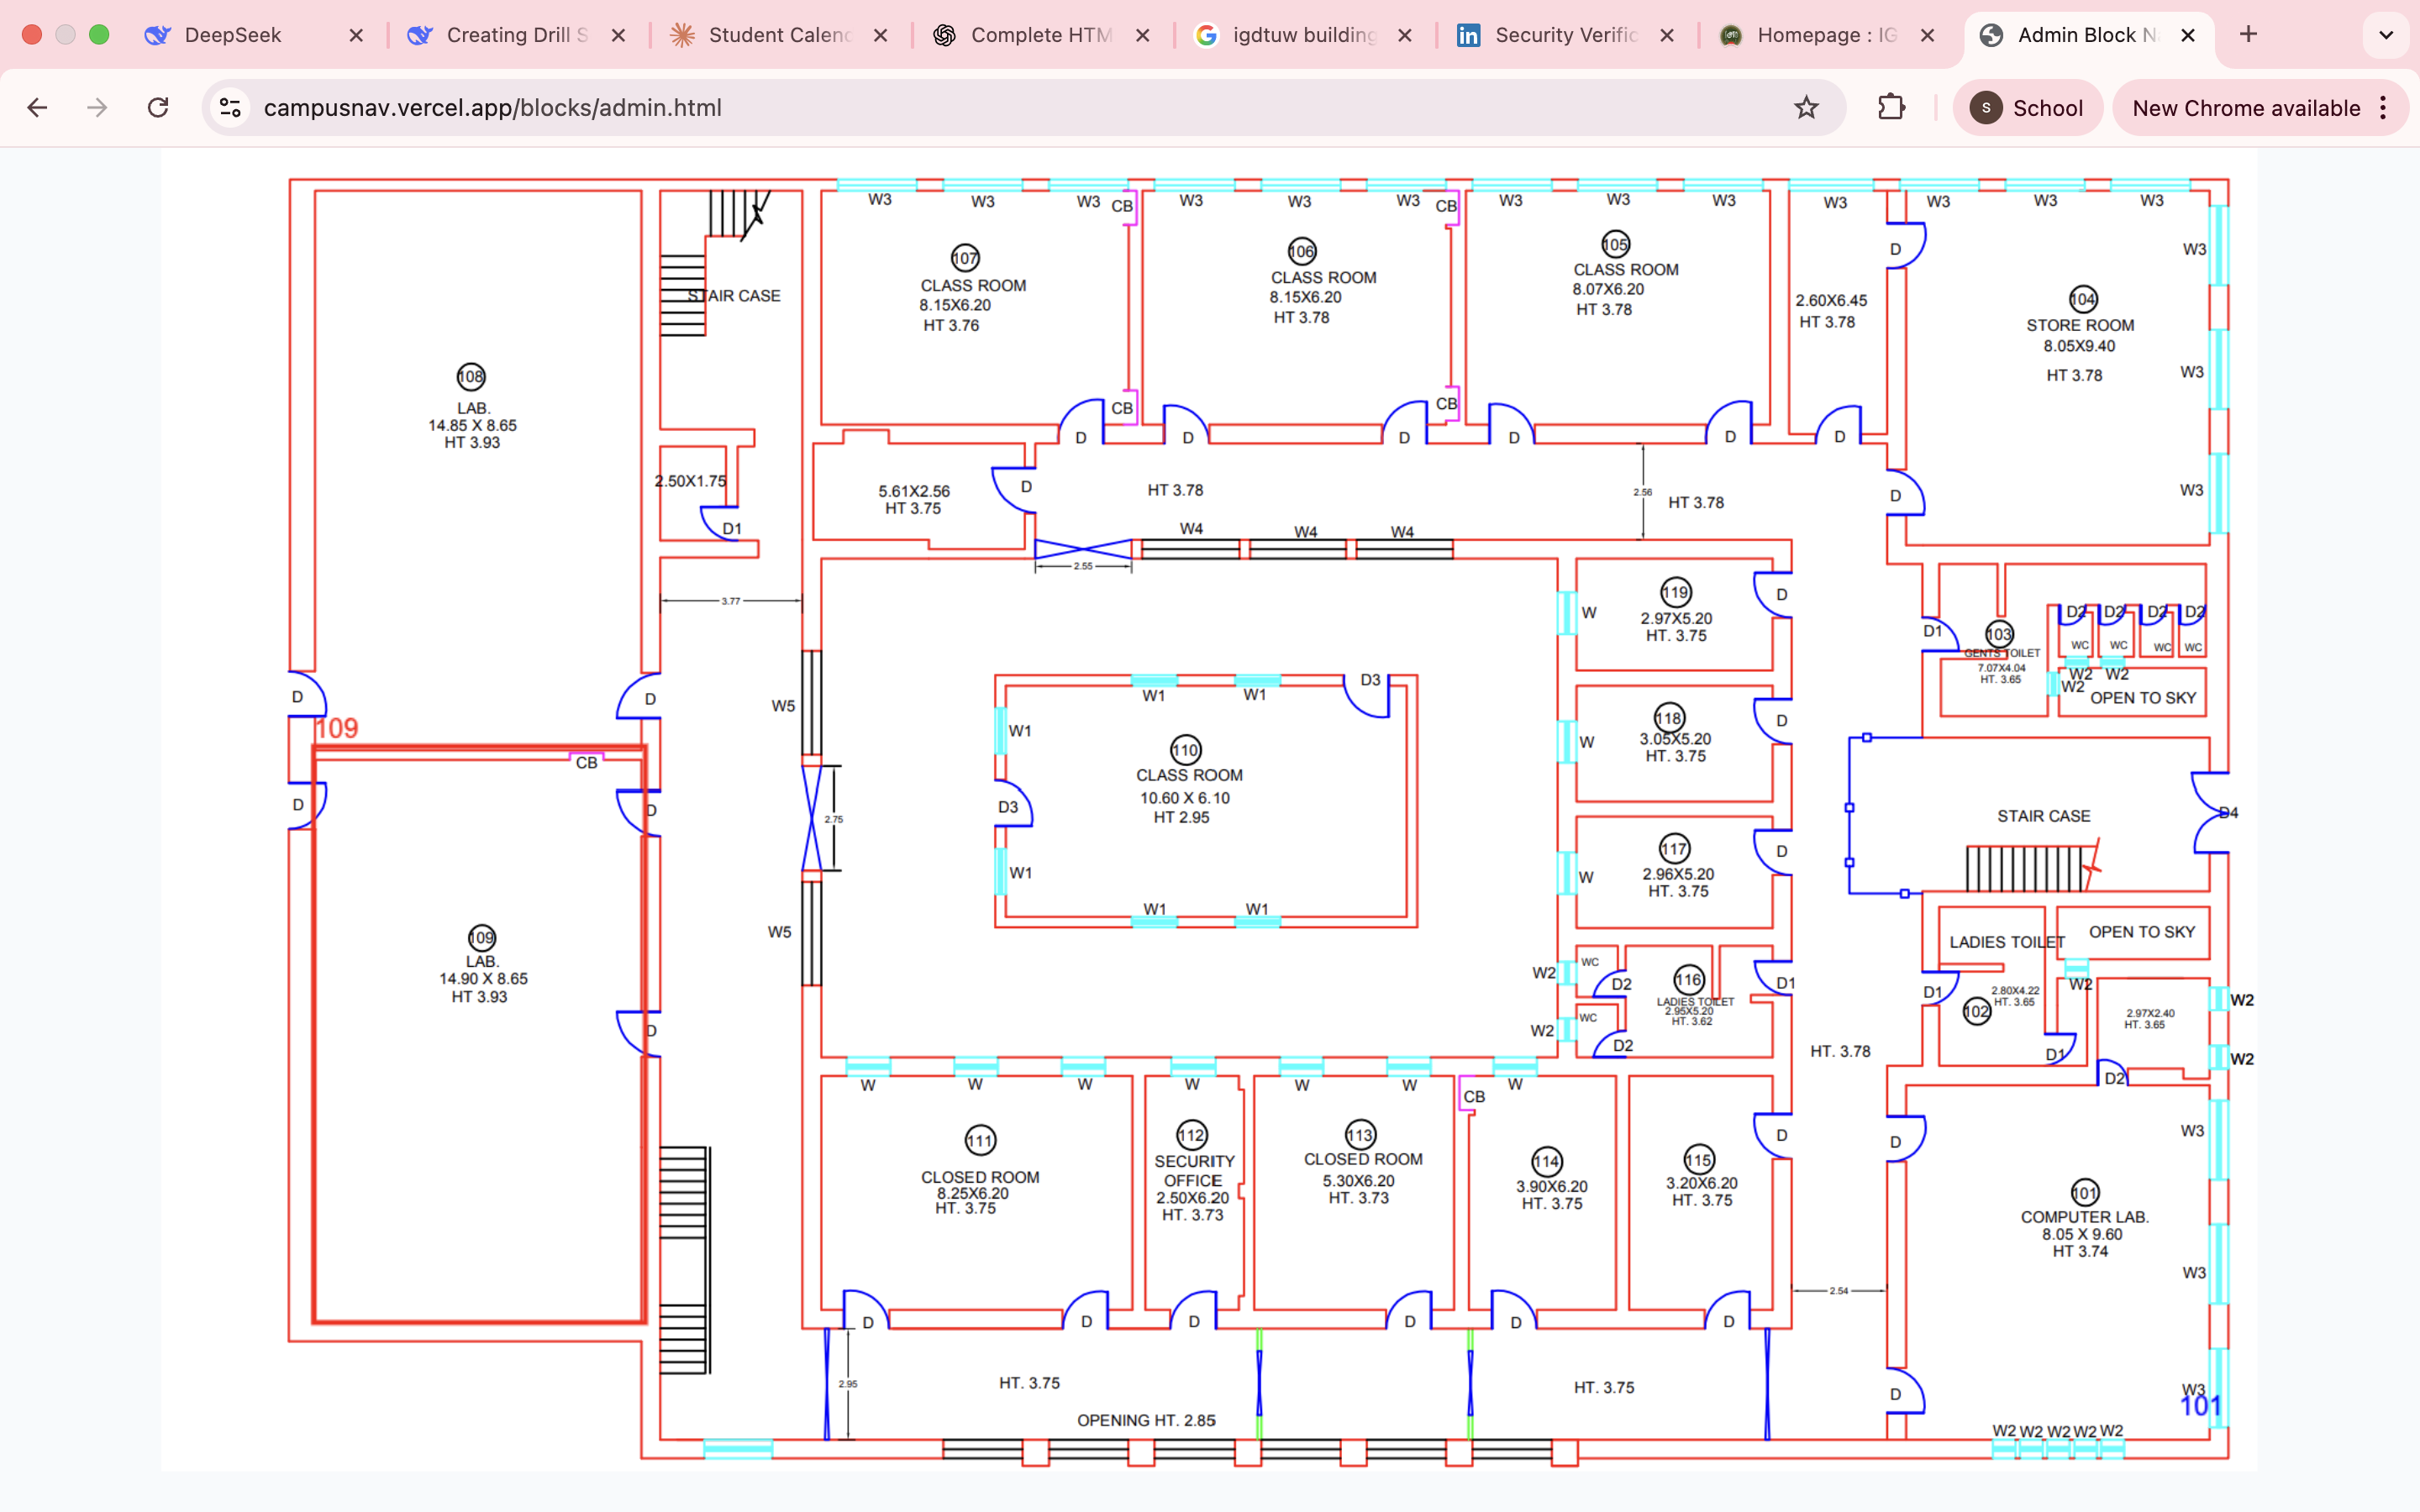 DeepSeek
Creating Drill S
Student Calenc
Complete HTM
igdtuw building
Security Verific
Homepage : IG
Admin Block N
campusnav.vercel.app/blocks/admin.html
School
New Chrome available
W3 W3 W3 CB W3 W3 W3 CB W3 W3 W3 W3 W3 W3 W3
107
CLASS ROOM
8.15X6.20
HT 3.76
106
CLASS ROOM
8.15X6.20
HT 3.78
105
CLASS ROOM
8.07X6.20
HT 3.78
2.60X6.45
HT 3.78
D
W3
104
STORE ROOM
8.05X9.40
HT 3.78
W3
W3
STAIR CASE
108
LAB.
14.85 X 8.65
HT 3.93
CB CB
D D D D D D
2.50X1.75
D1
5.61X2.56
HT 3.75
D
HT 3.78
2.56
HT 3.78
D
W4 W4 W4
2.55
3.77
119
2.97X5.20
HT. 3.75
W
D
D1
103
GENTS TOILET
7.07X4.04
HT. 3.65
D2 D2 D2 D2
WC WC WC WC
W2 W2
W2
OPEN TO SKY
D D
109
W5
W1 W1 D3
W1
110
CLASS ROOM
10.60 X 6.10
HT 2.95
D3
W1
W1 W1
118
3.05X5.20
HT. 3.75
W
D
CB
D D
2.75
STAIR CASE
D4
117
2.96X5.20
HT. 3.75
W
D
W5
109
LAB.
14.90 X 8.65
HT 3.93
D
LADIES TOILET
OPEN TO SKY
W2
WC
D2
116
LADIES TOILET
2.95X5.20
HT. 3.62
D1
W2
WC
D2
D1
102
2.80X4.22
HT. 3.65
W2
D1
2.97X2.40
HT. 3.65
W2
W2
D2
HT. 3.78
W W W W W W W
CB
111
CLOSED ROOM
8.25X6.20
HT. 3.75
112
SECURITY
OFFICE
2.50X6.20
HT. 3.73
113
CLOSED ROOM
5.30X6.20
HT. 3.73
114
3.90X6.20
HT. 3.75
115
3.20X6.20
HT. 3.75
D
D
W3
101
COMPUTER LAB.
8.05 X 9.60
HT 3.74
W3
2.54
D D D D D D
2.95
HT. 3.75
HT. 3.75
D
W3
101
OPENING HT. 2.85
W2 W2 W2 W2 W2